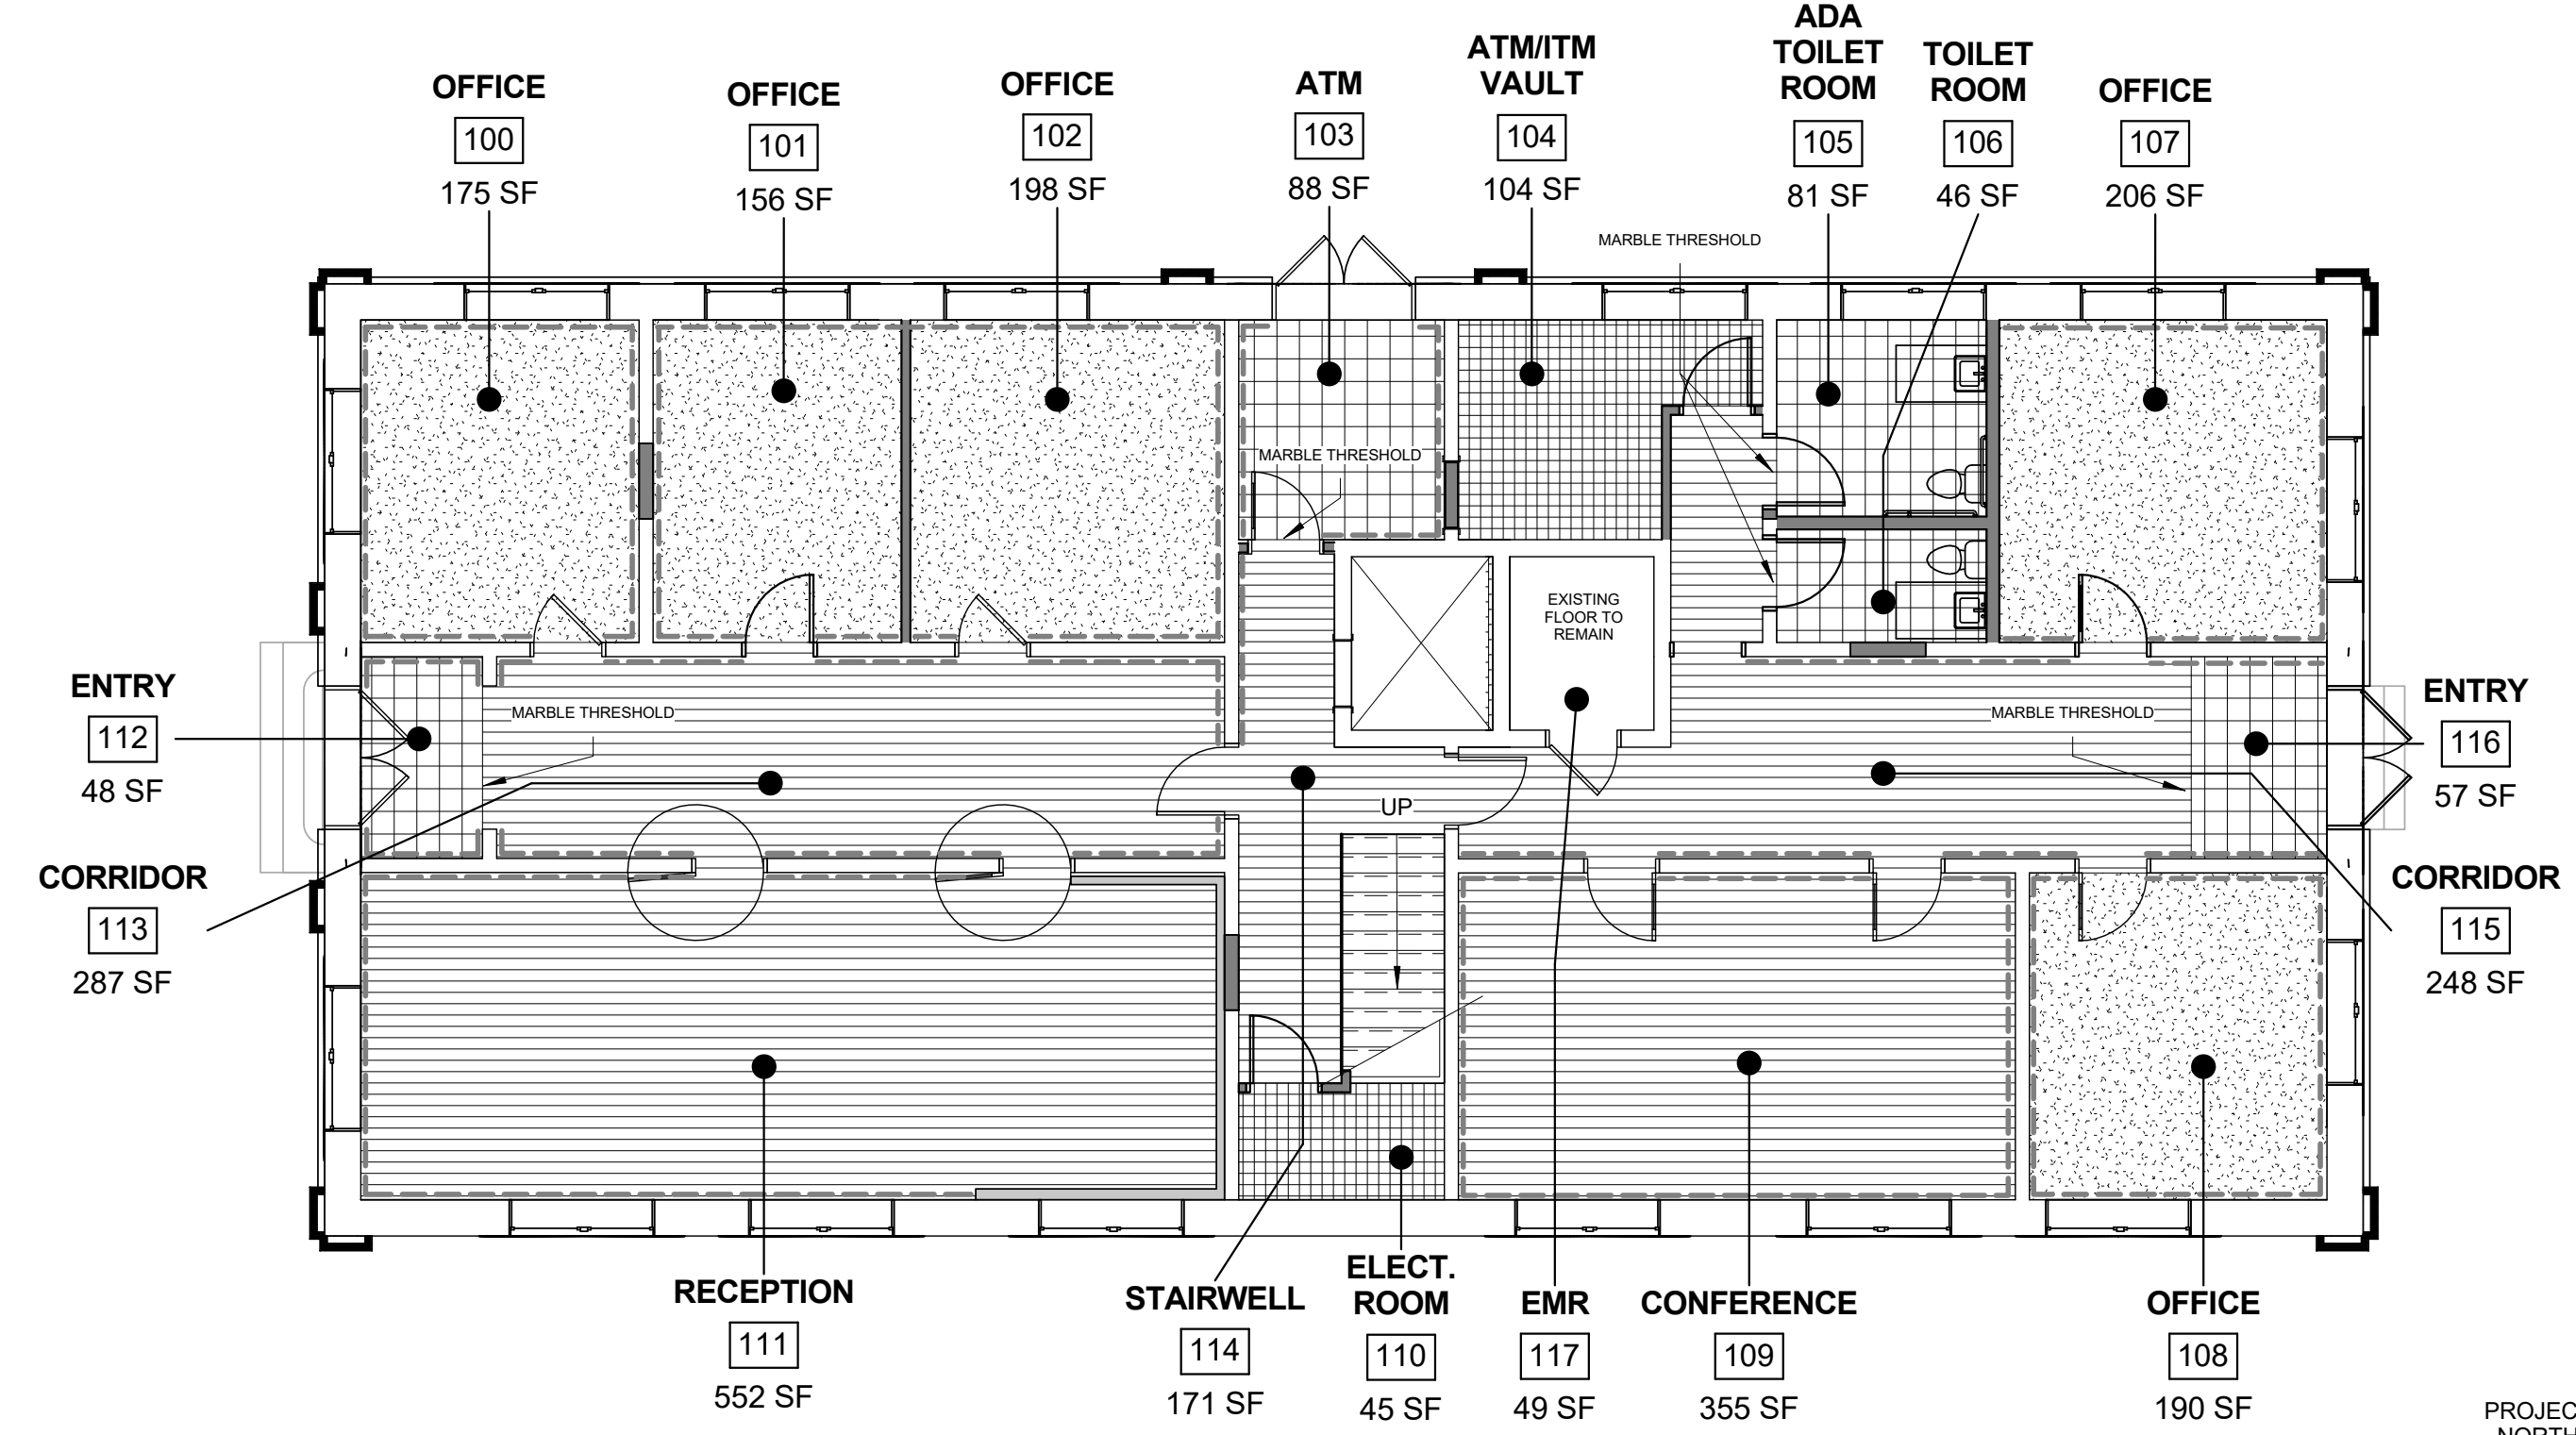 OFFICE
100
175 SF
OFFICE
101
156 SF
OFFICE
102
198 SF
ATM
103
88 SF
ATM/ITM
VAULT
104
104 SF
ADA
TOILET
ROOM
105
81 SF
TOILET
ROOM
106
46 SF
OFFICE
107
206 SF
MARBLE THRESHOLD
MARBLE THRESHOLD
EXISTING
FLOOR TO
REMAIN
ENTRY
112
48 SF
MARBLE THRESHOLD
MARBLE THRESHOLD
ENTRY
116
57 SF
UP
CORRIDOR
113
287 SF
CORRIDOR
115
248 SF
RECEPTION
111
552 SF
STAIRWELL
114
171 SF
ELECT.
ROOM
110
45 SF
EMR
117
49 SF
CONFERENCE
109
355 SF
OFFICE
108
190 SF
PROJEC
NORTH